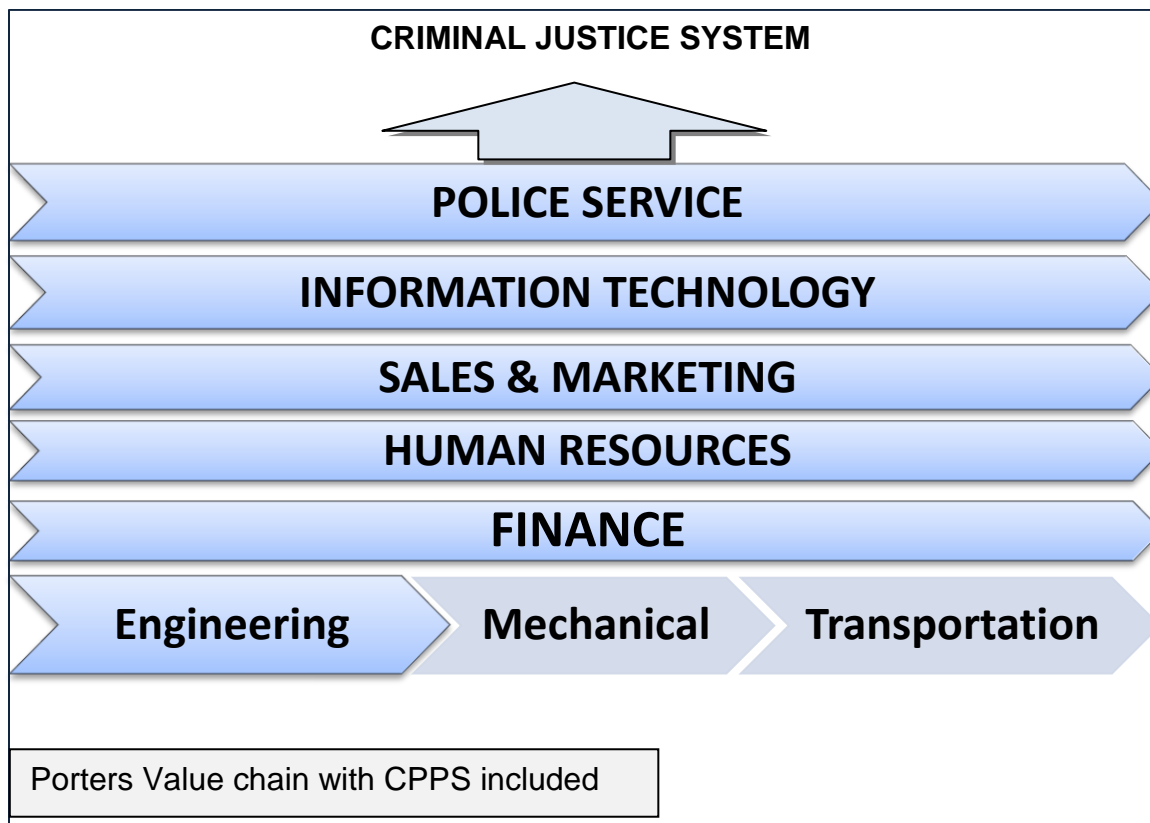 CRIMINAL JUSTICE SYSTEM
POLICE SERVICE
INFORMATION TECHNOLOGY
SALES & MARKETING
HUMAN RESOURCES
FINANCE
Engineering Mechanical Transportation
Porters Value chain with CPPS included